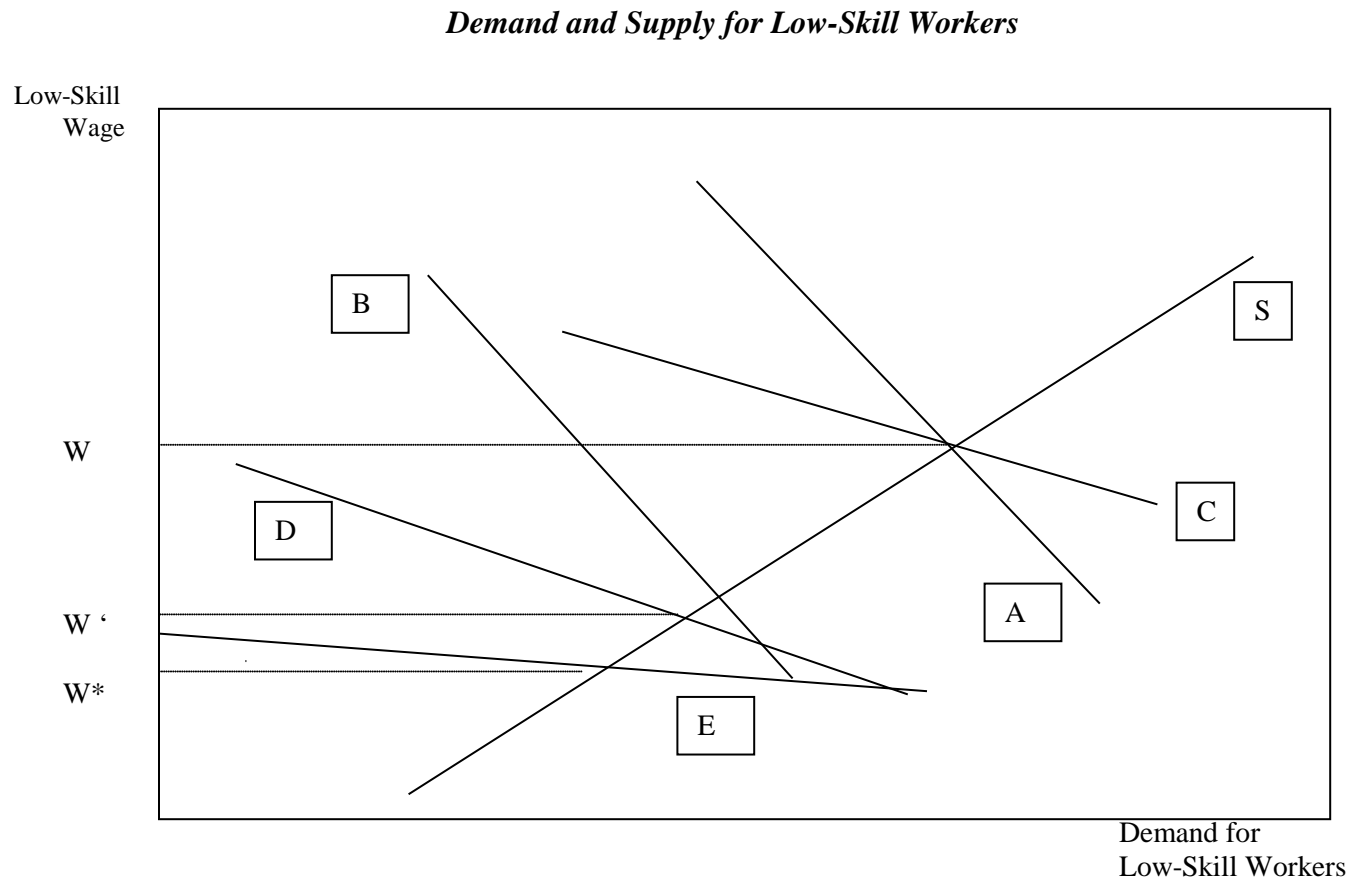 Demand and Supply for Low-Skill Workers
Low-Skill
Wage
B
S
W
C
D
A
W ‘
W*
E
Demand for
Low-Skill Workers